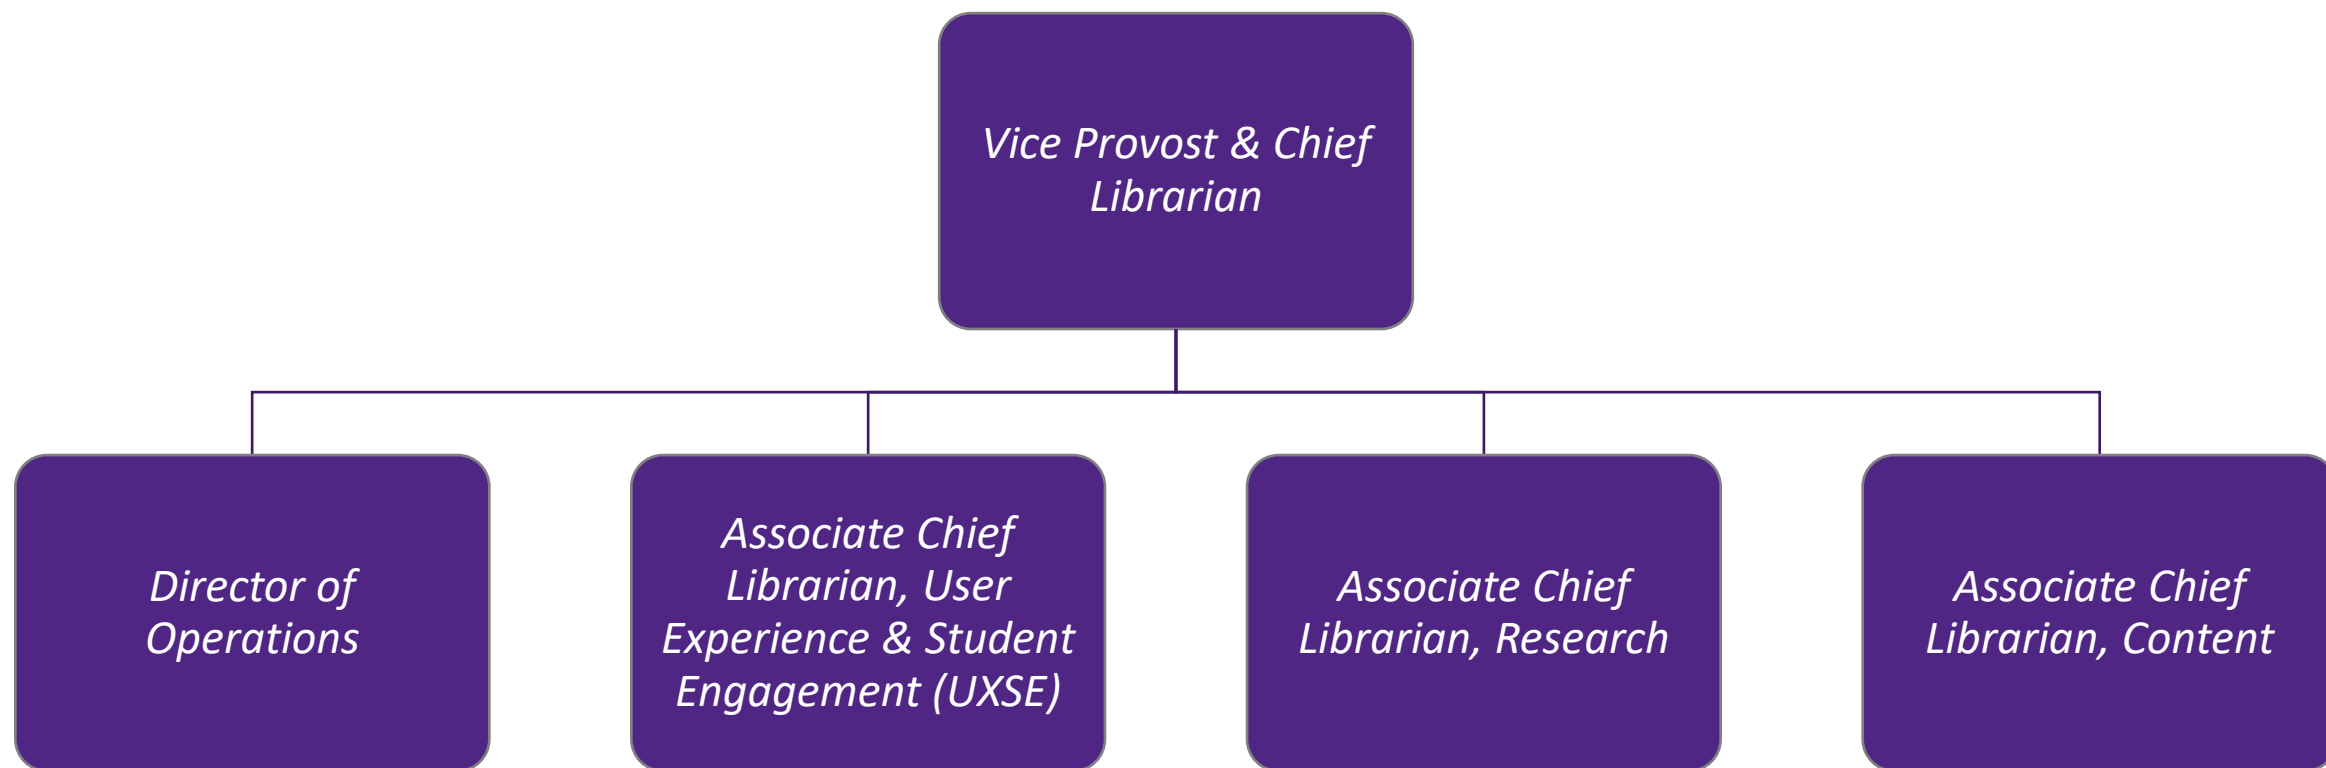 Vice Provost & Chief
Librarian
Director of
Operations
Associate Chief
Librarian, User
Experience & Student
Engagement (UXSE)
Associate Chief
Librarian, Research
Associate Chief
Librarian, Content